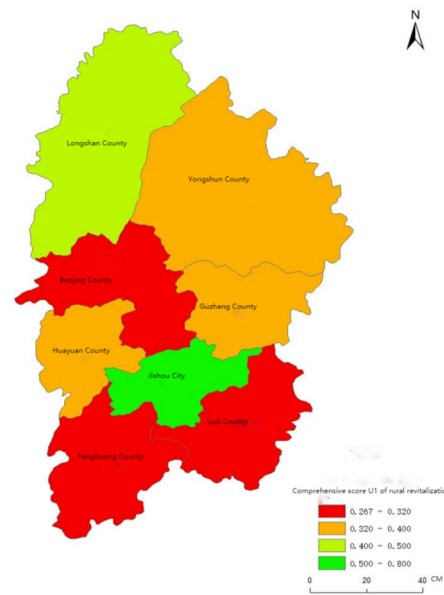 N
Longshan County
Yongshun County
Baojing County
Guzhang County
Huayuan County
Jishou City
Luxi County
Fenghuang County
Comprehensive score U1 of rural revitalizatic
0.267 - 0.320
0.320 - 0.400
0.400 - 0.500
0.500 - 0.800
0 20 40 CM